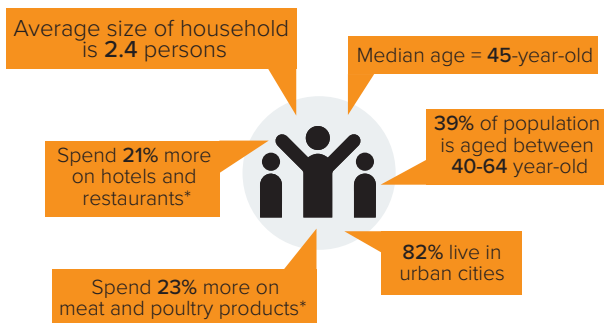 Average size of household
is 2.4 persons
Median age = 45-year-old
39% of population
is aged between
40-64 year-old
Spend 21% more
on hotels and
restaurants*
82% live in
urban cities
Spend 23% more on
meat and poultry products*